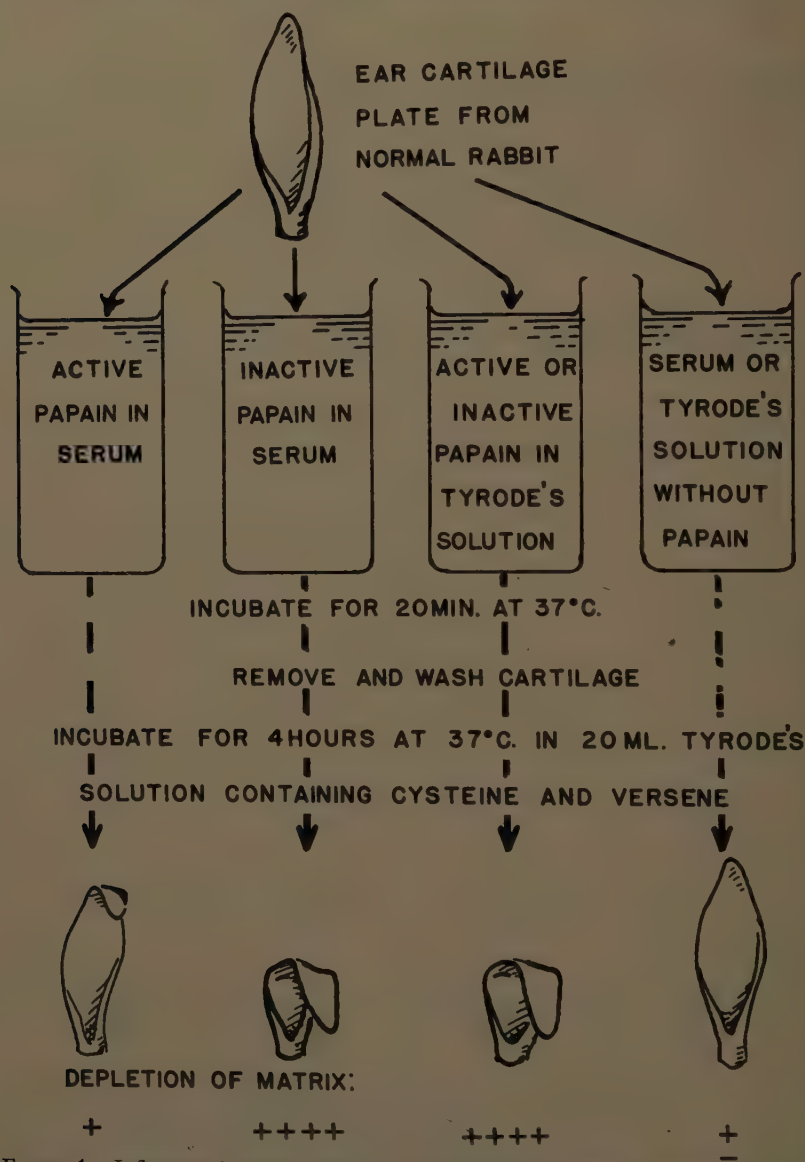 EAR CARTILAGE
PLATE FROM
NORMAL RABBIT
ACTIVE
PAPAIN IN
SERUM
INACTIVE
PAPAIN IN
SERUM
ACTIVE OR
INACTIVE
PAPAIN IN
TYRODE'S
SOLUTION
SERUM OR
TYRODE'S
SOLUTION
WITHOUT
PAPAIN
INCUBATE FOR 20MIN. AT 37°C.
REMOVE AND WASH CARTILAGE
INCUBATE FOR 4HOURS AT 37°C. IN 20ML. TYRODE'S
SOLUTION CONTAINING CYSTEINE AND VERSENE
DEPLETION OF MATRIX:
+ ++++ ++++ ±